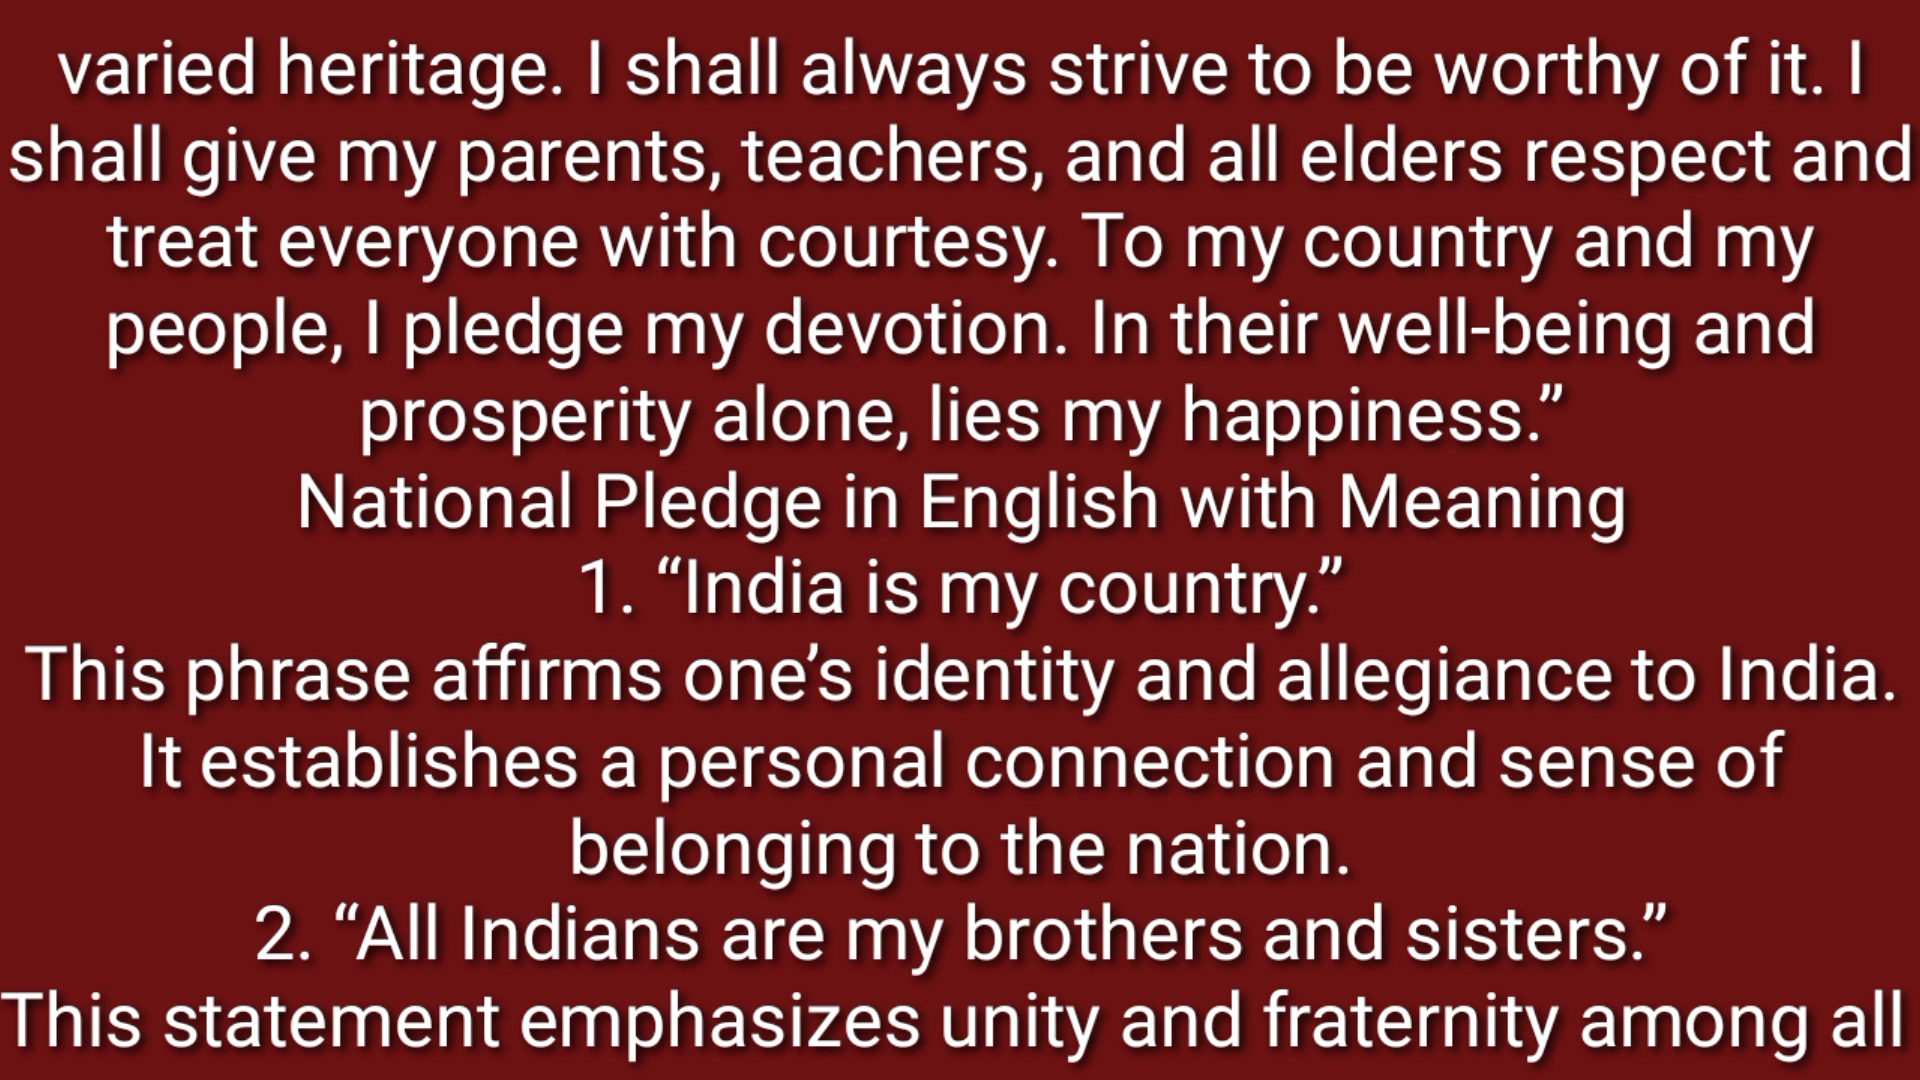 varied heritage. I shall always strive to be worthy of it. I
shall give my parents, teachers, and all elders respect and
treat everyone with courtesy. To my country and my
people, I pledge my devotion. In their well-being and
prosperity alone, lies my happiness.”
National Pledge in English with Meaning
1. “India is my country.”
This phrase affirms one’s identity and allegiance to India.
It establishes a personal connection and sense of
belonging to the nation.
2. “All Indians are my brothers and sisters.”
This statement emphasizes unity and fraternity among all